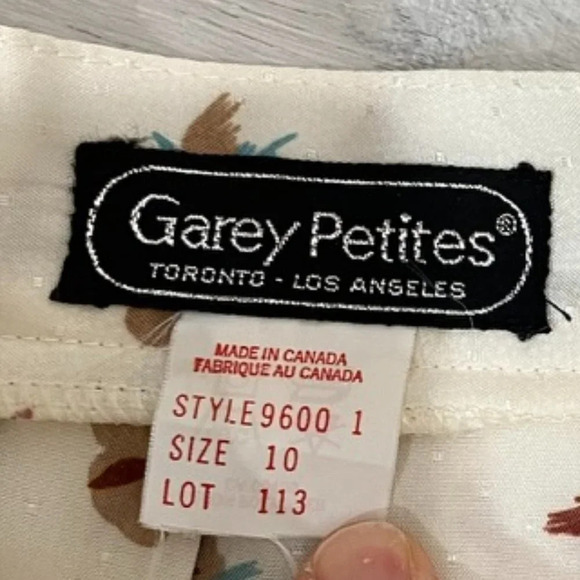 Garey Petites®
TORONTO - LOS ANGELES
MADE IN CANADA
FABRIQUE AU CANADA
STYLE 9600 1
SIZE 10
LOT 113